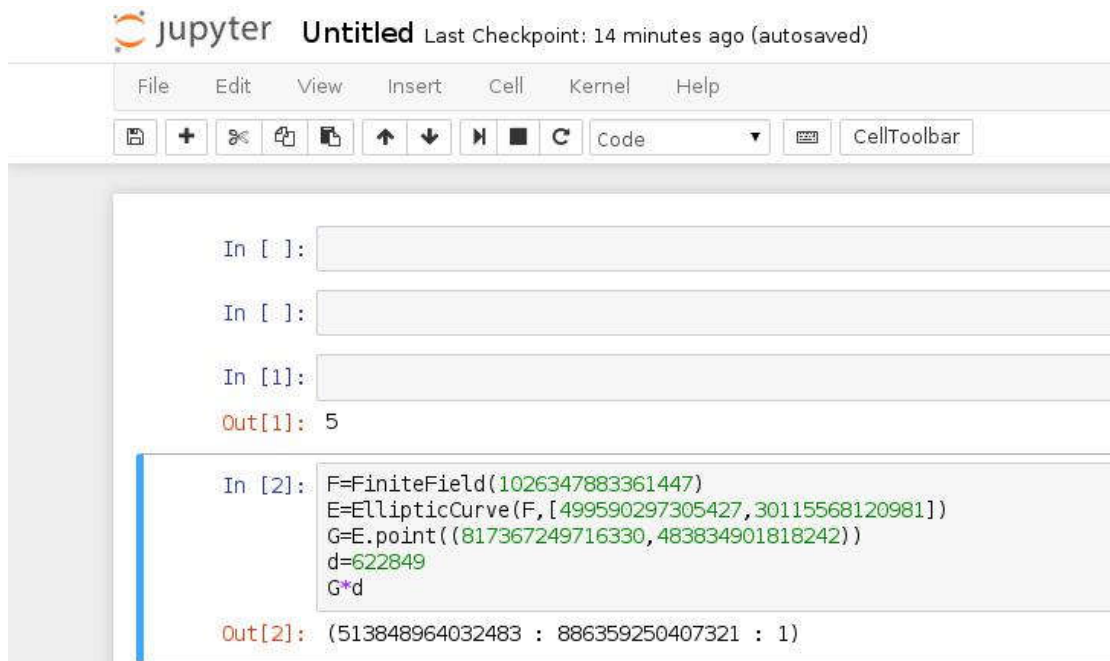 jupyter Untitled Last Checkpoint: 14 minutes ago (autosaved)
File Edit View Insert Cell Kernel Help
Code CellToolbar
In [ ]:
In [ ]:
In [1]:
Out[1]: 5
In [2]: F=FiniteField(1026347883361447)
E=EllipticCurve(F,[499590297305427,30115568120981])
G=E.point((817367249716330,483834901818242))
d=622849
G*d
Out[2]: (513848964032483 : 886359250407321 : 1)